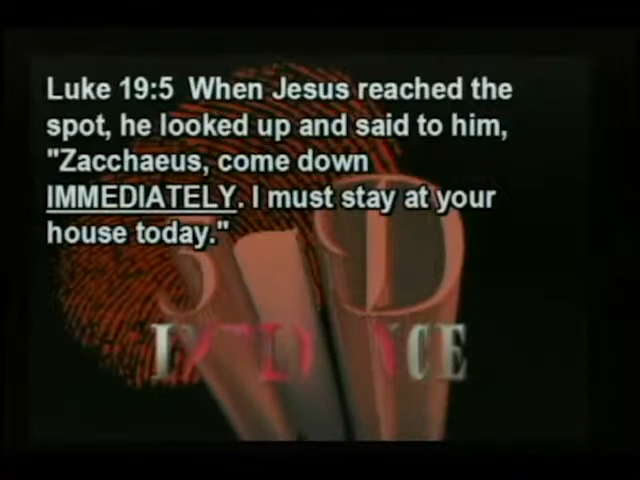 Luke 19:5  When Jesus reached the
spot, he looked up and said to him,
"Zacchaeus, come down
IMMEDIATELY. I must stay at your
house today."
3 D